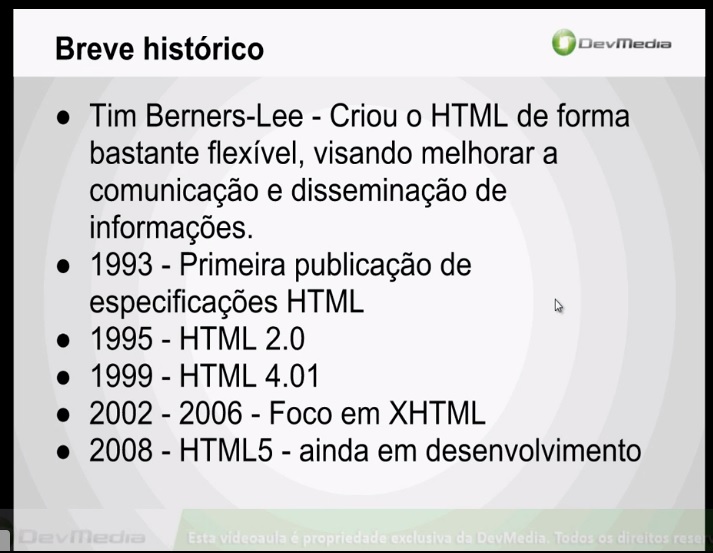 Breve histórico
DevMedia
● Tim Berners-Lee - Criou o HTML de forma
bastante flexível, visando melhorar a
comunicação e disseminação de
informações.
● 1993 - Primeira publicação de
especificações HTML
● 1995 - HTML 2.0
● 1999 - HTML 4.01
● 2002 - 2006 - Foco em XHTML
● 2008 - HTML5 - ainda em desenvolvimento
DevMedia
Esta videoaula é propriedade exclusiva da DevMedia. Todos os direitos reser